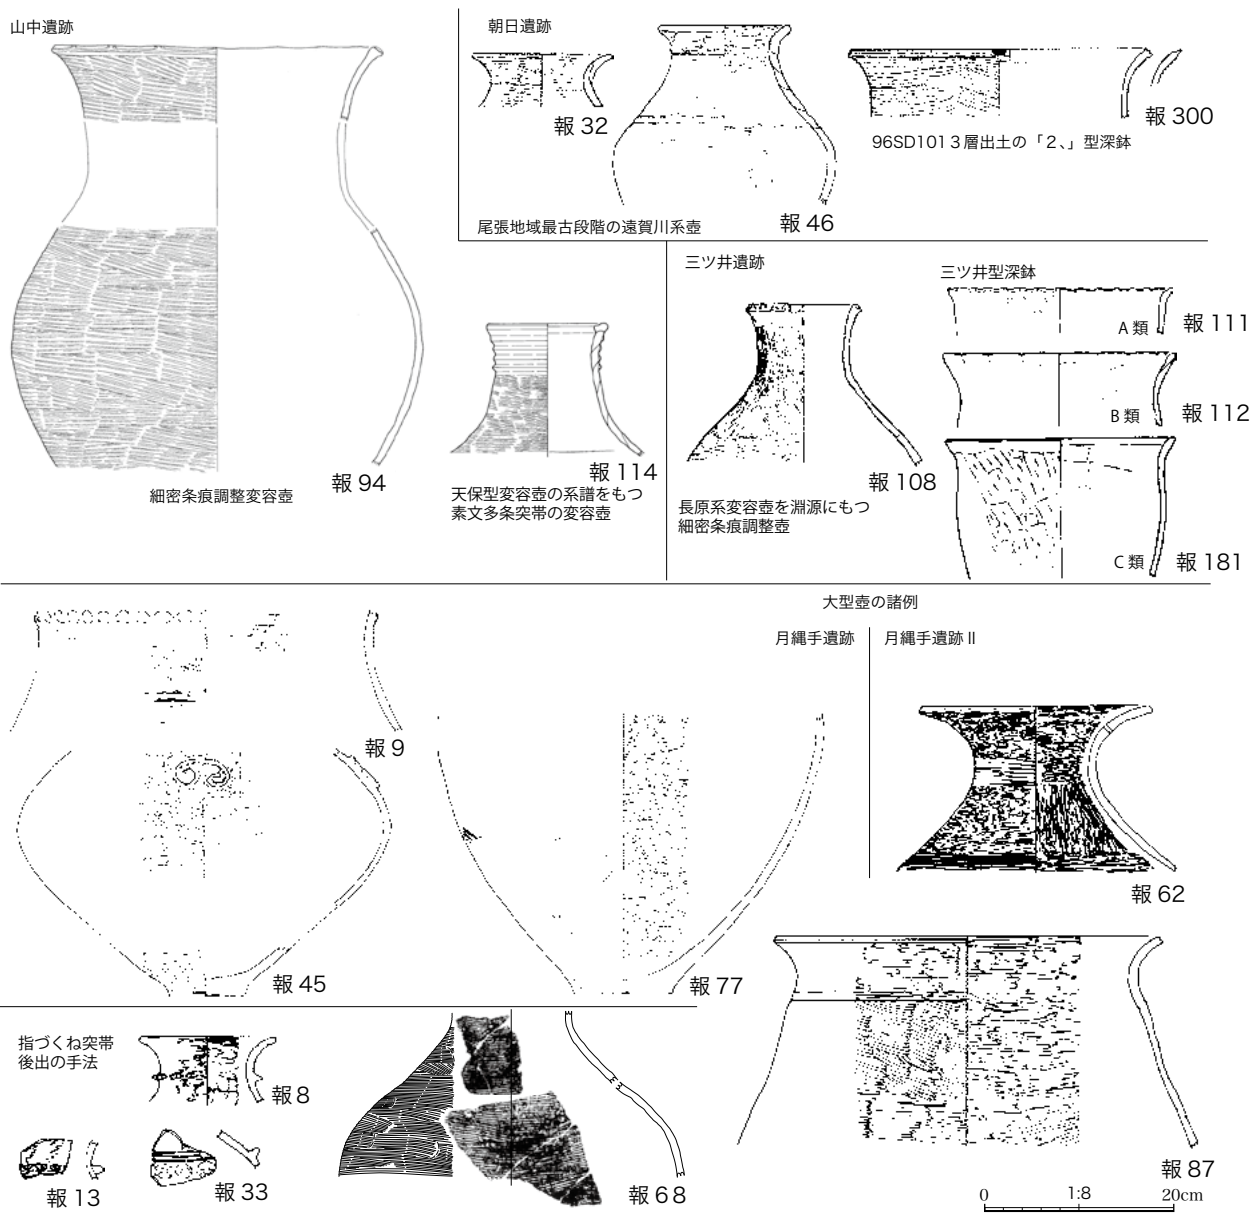 山中遺跡
報 94
細密条痕調整変容壺
報 114
天保型変容壺の系譜をもつ
素文多条突帯の変容壺
朝日遺跡
報 32
報 46
報 300
96SD101３層出土の「２、」型深鉢
尾張地域最古段階の遠賀川系壺
三ツ井遺跡
報 108
長原系変容壺を淵源にもつ
細密条痕調整壺
三ツ井型深鉢
A 類
報 111
B 類
報 112
C 類
報 181
大型壺の諸例
月縄手遺跡
月縄手遺跡 II
報 9
報 45
報 77
報 62
報 87
指づくね突帯
後出の手法
報 8
報 13
報 33
報 68
0 1:8 20cm